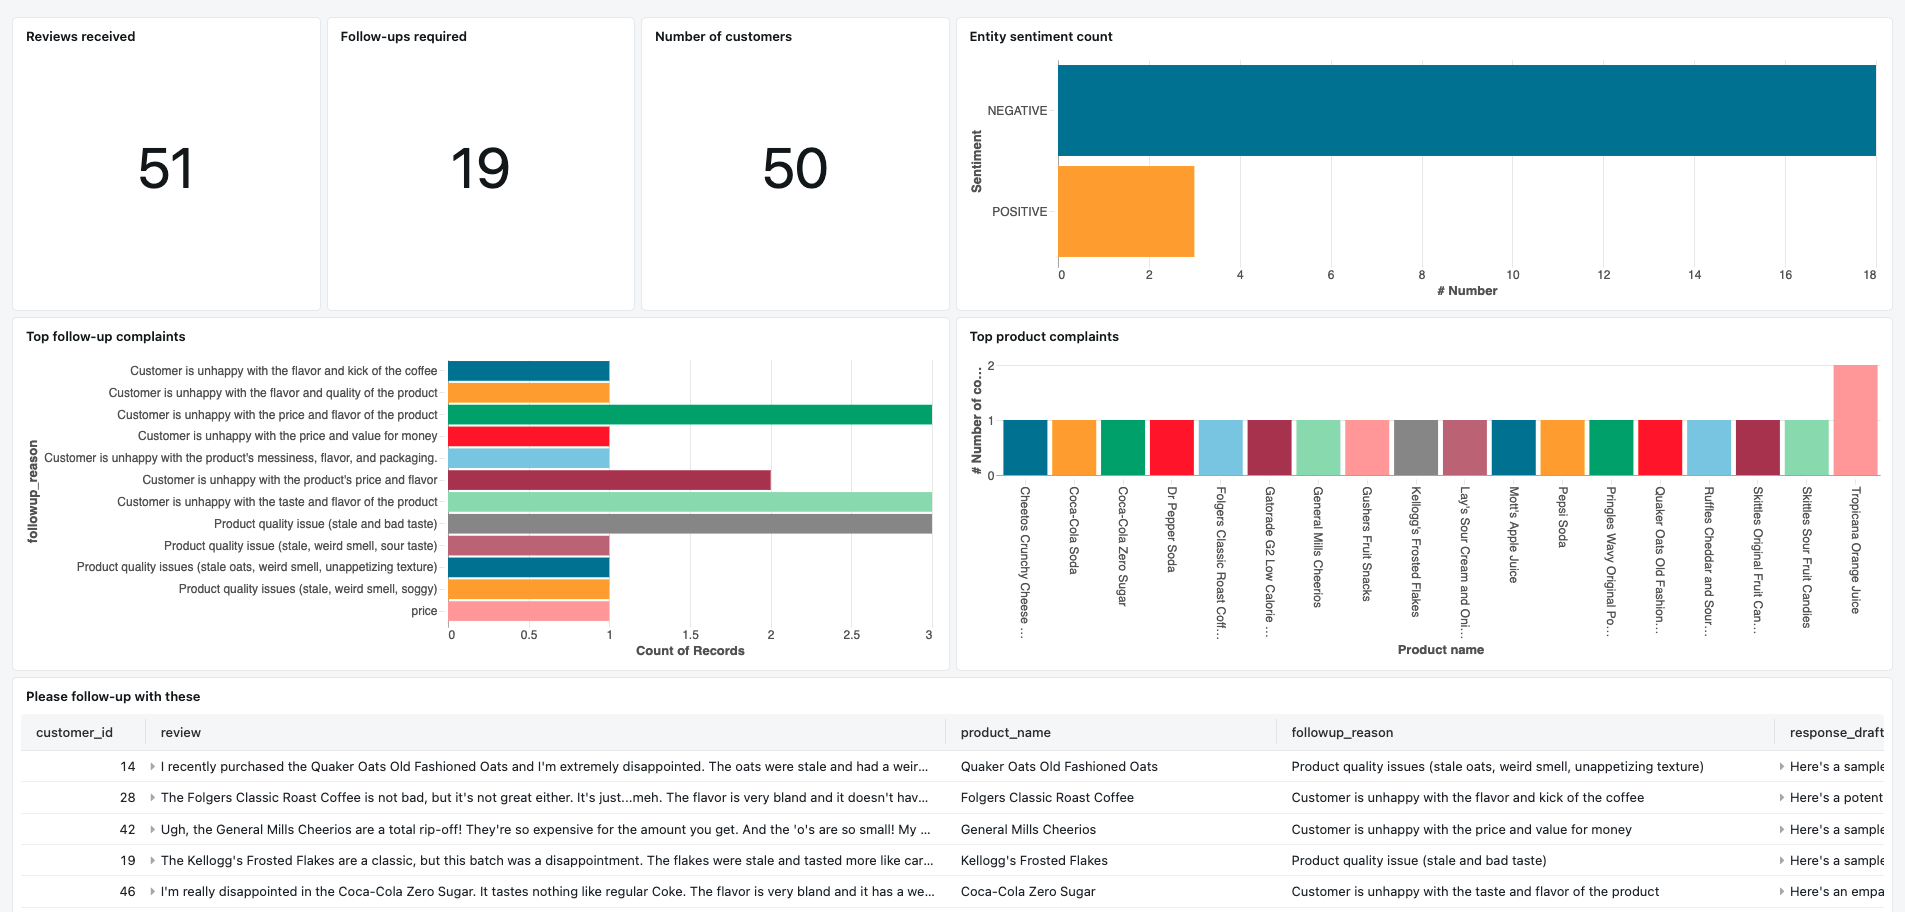 Reviews received
51
Follow-ups required
19
Number of customers
50
Entity sentiment count
Sentiment
NEGATIVE
POSITIVE
0 2 4 6 8 10 12 14 16 18
# Number
Top follow-up complaints
followup_reason
Customer is unhappy with the flavor and kick of the coffee
Customer is unhappy with the flavor and quality of the product
Customer is unhappy with the price and flavor of the product
Customer is unhappy with the price and value for money
Customer is unhappy with the product's messiness, flavor, and packaging.
Customer is unhappy with the product's price and flavor
Customer is unhappy with the taste and flavor of the product
Product quality issue (stale and bad taste)
Product quality issue (stale, weird smell, sour taste)
Product quality issues (stale oats, weird smell, unappetizing texture)
Product quality issues (stale, weird smell, soggy)
price
0 0.5 1 1.5 2 2.5 3
Count of Records
Top product complaints
# Number of co...
2
1
0
Cheetos Crunchy Cheese ...
Coca-Cola Soda
Coca-Cola Zero Sugar
Dr Pepper Soda
Folgers Classic Roast Coff...
Gatorade G2 Low Calorie ...
General Mills Cheerios
Gushers Fruit Snacks
Kellogg's Frosted Flakes
Lay's Sour Cream and Oni...
Mott's Apple Juice
Pepsi Soda
Pringles Wavy Original Po...
Quaker Oats Old Fashion...
Ruffles Cheddar and Sour...
Skittles Original Fruit Can...
Skittles Sour Fruit Candies
Tropicana Orange Juice
Product name
Please follow-up with these
customer_id review product_name followup_reason response_draft
14 I recently purchased the Quaker Oats Old Fashioned Oats and I'm extremely disappointed. The oats were stale and had a weir... Quaker Oats Old Fashioned Oats Product quality issues (stale oats, weird smell, unappetizing texture) Here's a sample
28 The Folgers Classic Roast Coffee is not bad, but it's not great either. It's just...meh. The flavor is very bland and it doesn't hav... Folgers Classic Roast Coffee Customer is unhappy with the flavor and kick of the coffee Here's a potent
42 Ugh, the General Mills Cheerios are a total rip-off! They're so expensive for the amount you get. And the 'o's are so small! My ... General Mills Cheerios Customer is unhappy with the price and value for money Here's a sample
19 The Kellogg's Frosted Flakes are a classic, but this batch was a disappointment. The flakes were stale and tasted more like car... Kellogg's Frosted Flakes Product quality issue (stale and bad taste) Here's a sample
46 I'm really disappointed in the Coca-Cola Zero Sugar. It tastes nothing like regular Coke. The flavor is very bland and it has a we... Coca-Cola Zero Sugar Customer is unhappy with the taste and flavor of the product Here's an empa